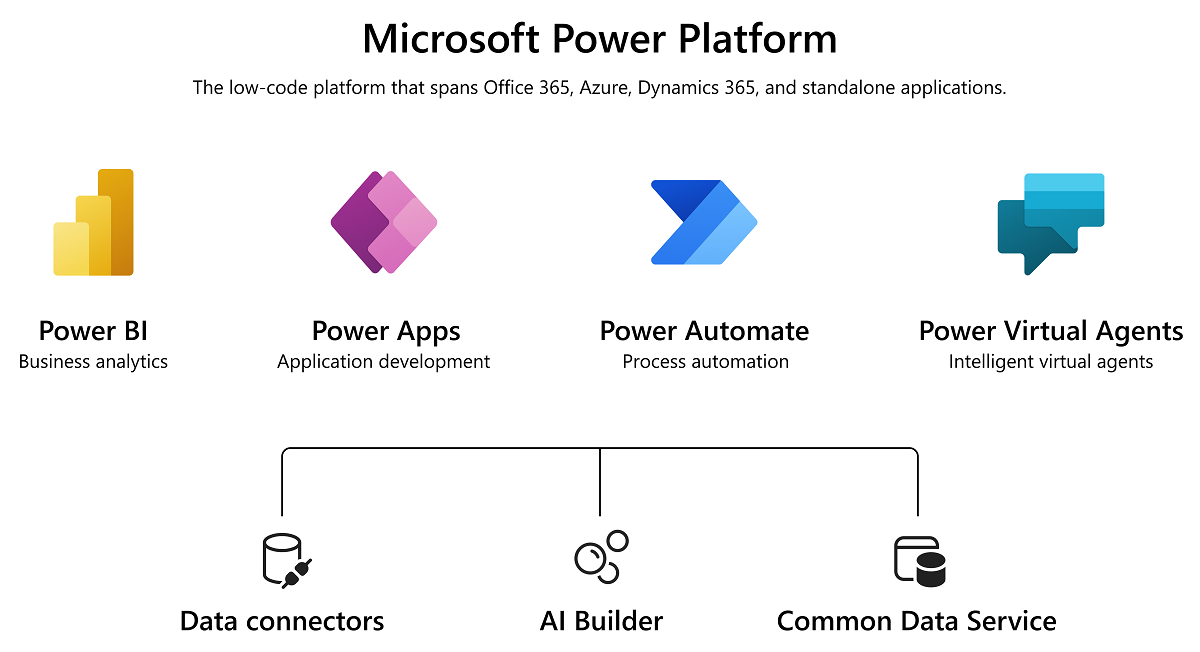 Microsoft Power Platform
The low-code platform that spans Office 365, Azure, Dynamics 365, and standalone applications.
Power BI
Business analytics
Power Apps
Application development
Power Automate
Process automation
Power Virtual Agents
Intelligent virtual agents
Data connectors
AI Builder
Common Data Service